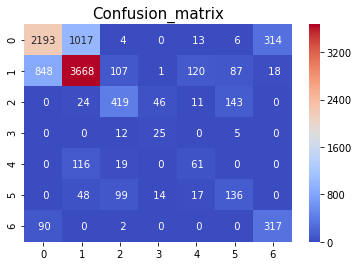 Confusion_matrix
0 2193 1017 4 0 13 6 314
1 848 3668 107 1 120 87 18
2 0 24 419 46 11 143 0
3 0 0 12 25 0 5 0
4 0 116 19 0 61 0 0
5 0 48 99 14 17 136 0
6 90 0 2 0 0 0 317
0 1 2 3 4 5 6
3200
2400
1600
800
0